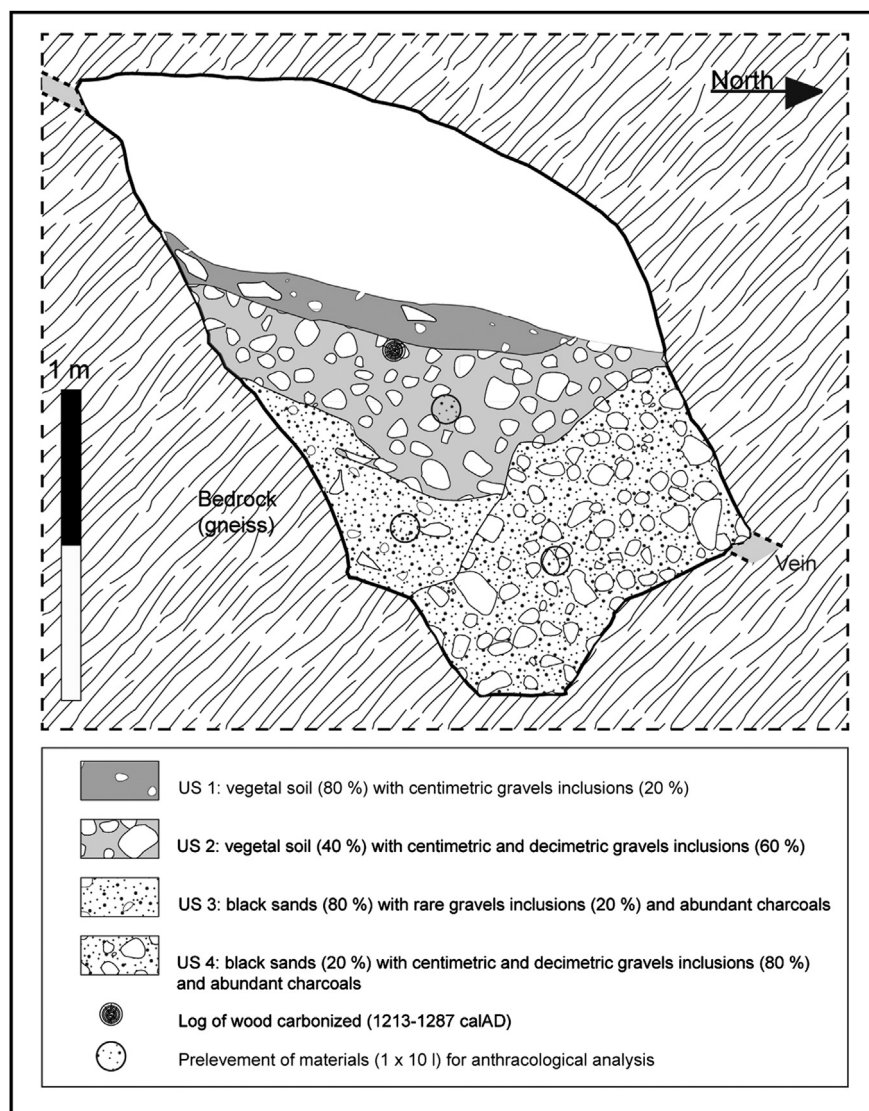 North
1 m
Bedrock
(gneiss)
Vein
US 1: vegetal soil (80 %) with centimetric gravels inclusions (20 %)
US 2: vegetal soil (40 %) with centimetric and decimetric gravels inclusions (60 %)
US 3: black sands (80 %) with rare gravels inclusions (20 %) and abundant charcoals
US 4: black sands (20 %) with centimetric and decimetric gravels inclusions (80 %)
and abundant charcoals
Log of wood carbonized (1213-1287 calAD)
Prelevement of materials (1 x 10 l) for anthracological analysis